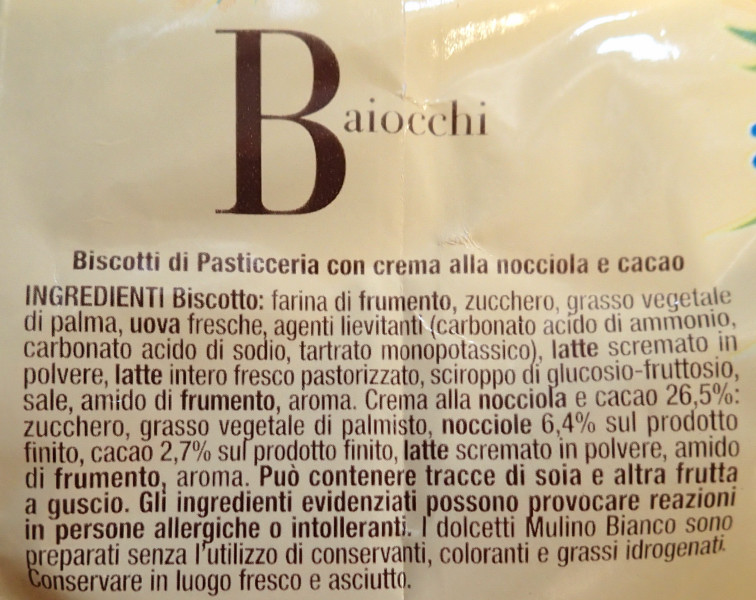 Baiocchi
Biscotti di Pasticceria con crema alla nocciola e cacao
INGREDIENTI Biscotto: farina di frumento, zucchero, grasso vegetale
di palma, uova fresche, agenti lievitanti (carbonato acido di ammonio,
carbonato acido di sodio, tartrato monopotassico), latte scremato in
polvere, latte intero fresco pastorizzato, sciroppo di glucosio-fruttosio,
sale, amido di frumento, aroma. Crema alla nocciola e cacao 26,5%:
zucchero, grasso vegetale di palmisto, nocciole 6,4% sul prodotto
finito, cacao 2,7% sul prodotto finito, latte scremato in polvere, amido
di frumento, aroma. Può contenere tracce di soia e altra frutta
a guscio. Gli ingredienti evidenziati possono provocare reazioni
in persone allergiche o intolleranti. I dolcetti Mulino Bianco sono
preparati senza l'utilizzo di conservanti, coloranti e grassi idrogenati.
Conservare in luogo fresco e asciutto.